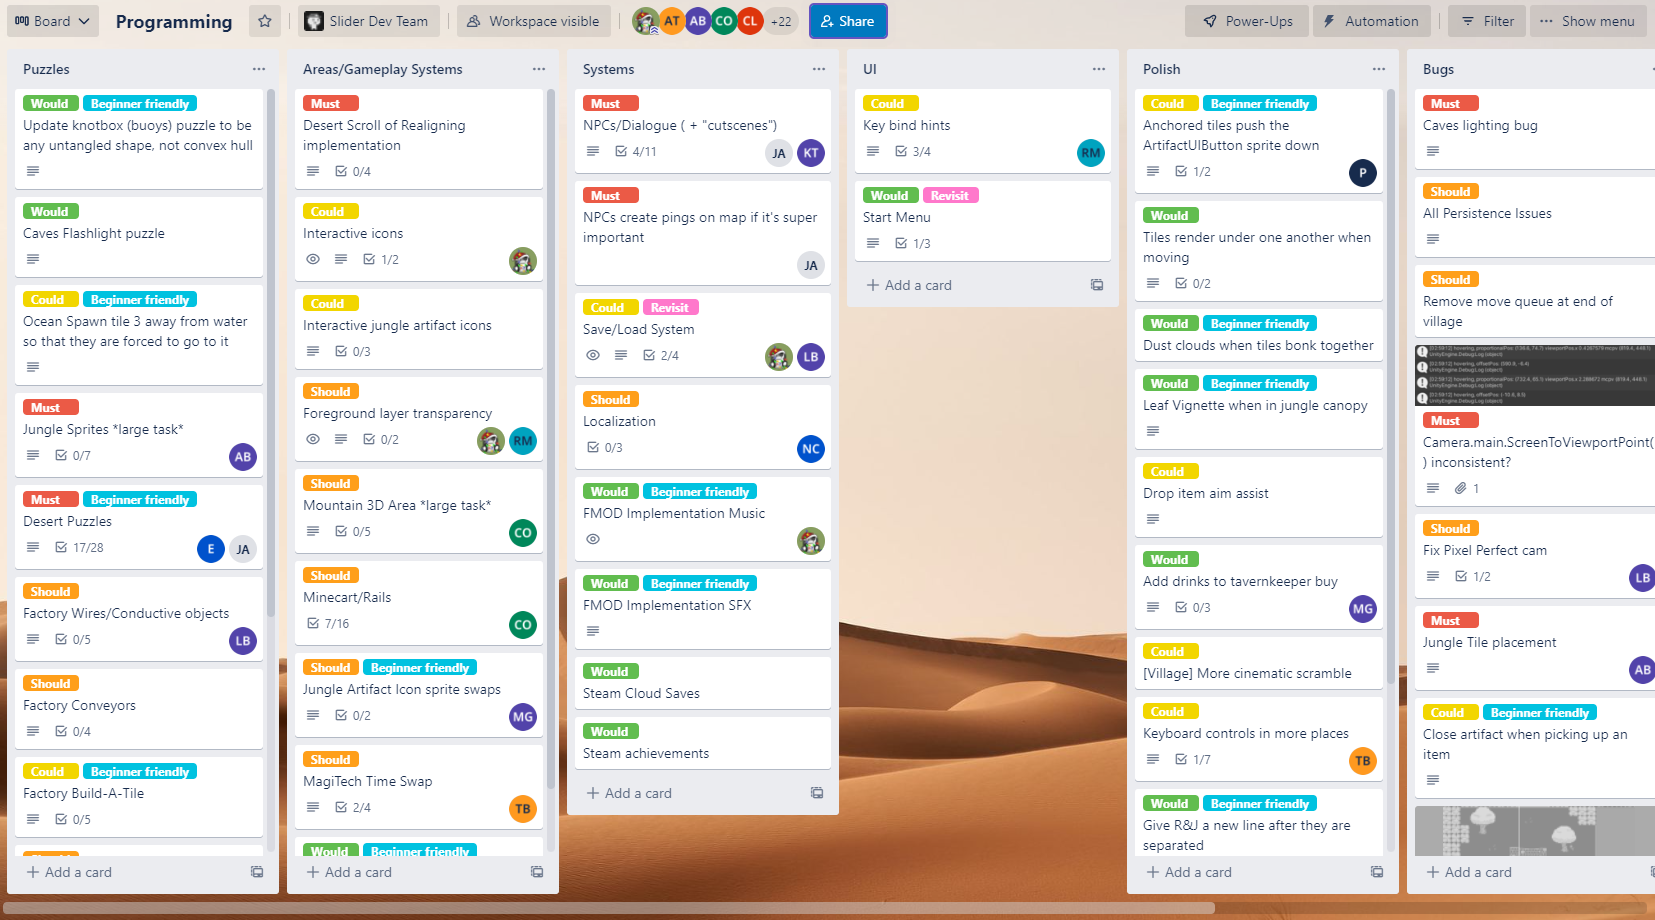 Board
Programming
Slider Dev Team
Workspace visible
AT
AB
CO
CL
+22
Share
Power-Ups
Automation
Filter
Show menu
Puzzles
Would Beginner friendly
Update knotbox (buoys) puzzle to be
any untangled shape, not convex hull
Would
Caves Flashlight puzzle
Could Beginner friendly
Ocean Spawn tile 3 away from water
so that they are forced to go to it
Must
Jungle Sprites *large task*
0/7
AB
Must Beginner friendly
Desert Puzzles
17/28
E
JA
Should
Factory Wires/Conductive objects
0/5
LB
Should
Factory Conveyors
0/4
Could Beginner friendly
Factory Build-A-Tile
0/5
Should
+ Add a card
Areas/Gameplay Systems
Must
Desert Scroll of Realigning
implementation
0/4
Could
Interactive icons
1/2
Could
Interactive jungle artifact icons
0/3
Should
Foreground layer transparency
0/2
RM
Should
Mountain 3D Area *large task*
0/5
CO
Should
Minecart/Rails
7/16
CO
Should Beginner friendly
Jungle Artifact Icon sprite swaps
0/2
MG
Should
MagiTech Time Swap
2/4
TB
Would Beginner friendly
+ Add a card
Systems
Must
NPCs/Dialogue ( + "cutscenes")
4/11
JA
KT
Must
NPCs create pings on map if it's super
important
JA
Could Revisit
Save/Load System
2/4
LB
Should
Localization
0/3
NC
Would Beginner friendly
FMOD Implementation Music
Would Beginner friendly
FMOD Implementation SFX
Would
Steam Cloud Saves
Would
Steam achievements
+ Add a card
UI
Could
Key bind hints
3/4
RM
Would Revisit
Start Menu
1/3
+ Add a card
Polish
Could Beginner friendly
Anchored tiles push the
ArtifactUIButton sprite down
1/2
P
Would
Tiles render under one another when
moving
0/2
Would Beginner friendly
Dust clouds when tiles bonk together
Would Beginner friendly
Leaf Vignette when in jungle canopy
Could
Drop item aim assist
Would
Add drinks to tavernkeeper buy
0/3
MG
Could
[Village] More cinematic scramble
Could
Keyboard controls in more places
1/7
TB
Would Beginner friendly
Give R&J a new line after they are
separated
+ Add a card
Bugs
Must
Caves lighting bug
Should
All Persistence Issues
Should
Remove move queue at end of
village
UnityEngine.Debug:Log (object)
UnityEngine.Debug:Log (object)
UnityEngine.Debug:Log (object)
UnityEngine.Debug:Log (object)
Must
Camera.main.ScreenToViewportPoint(
) inconsistent?
1
Should
Fix Pixel Perfect cam
1/2
LB
Must
Jungle Tile placement
AB
Could Beginner friendly
Close artifact when picking up an
item
+ Add a card